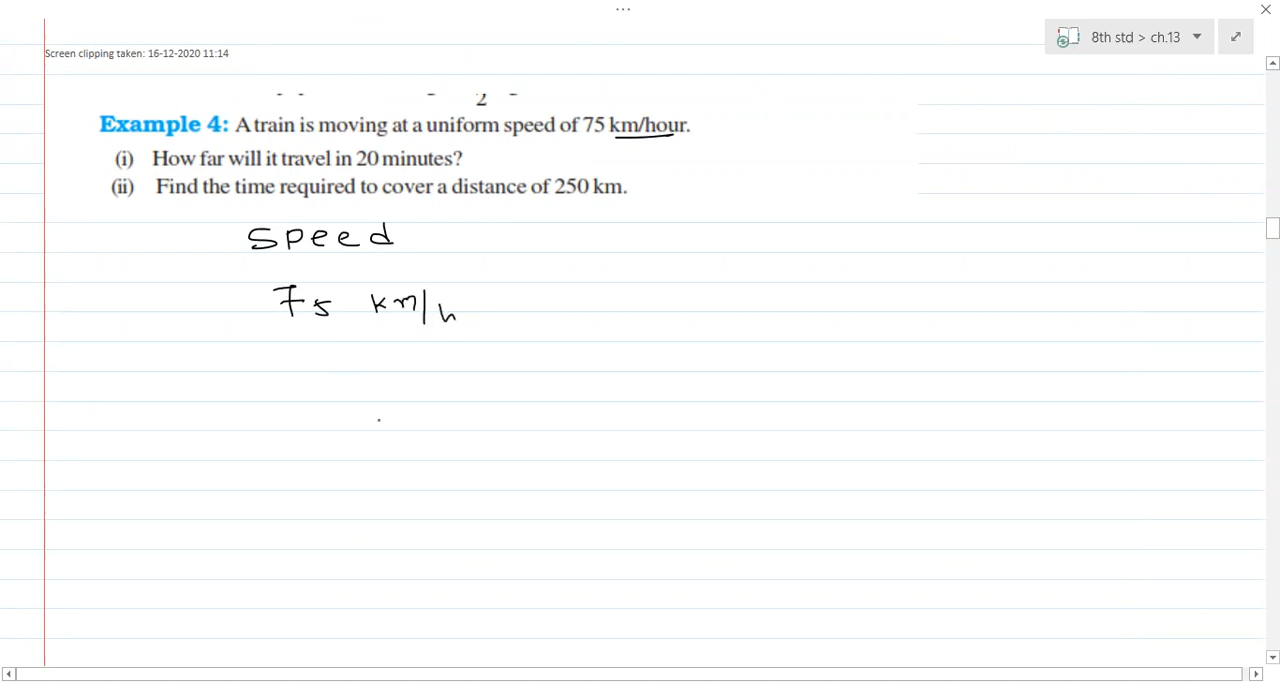 ...
8th std > ch.13
Screen clipping taken: 16-12-2020 11:14
2
Example 4: A train is moving at a uniform speed of 75 km/hour.
(i) How far will it travel in 20 minutes?
(ii) Find the time required to cover a distance of 250 km.
Speed
75 km/h